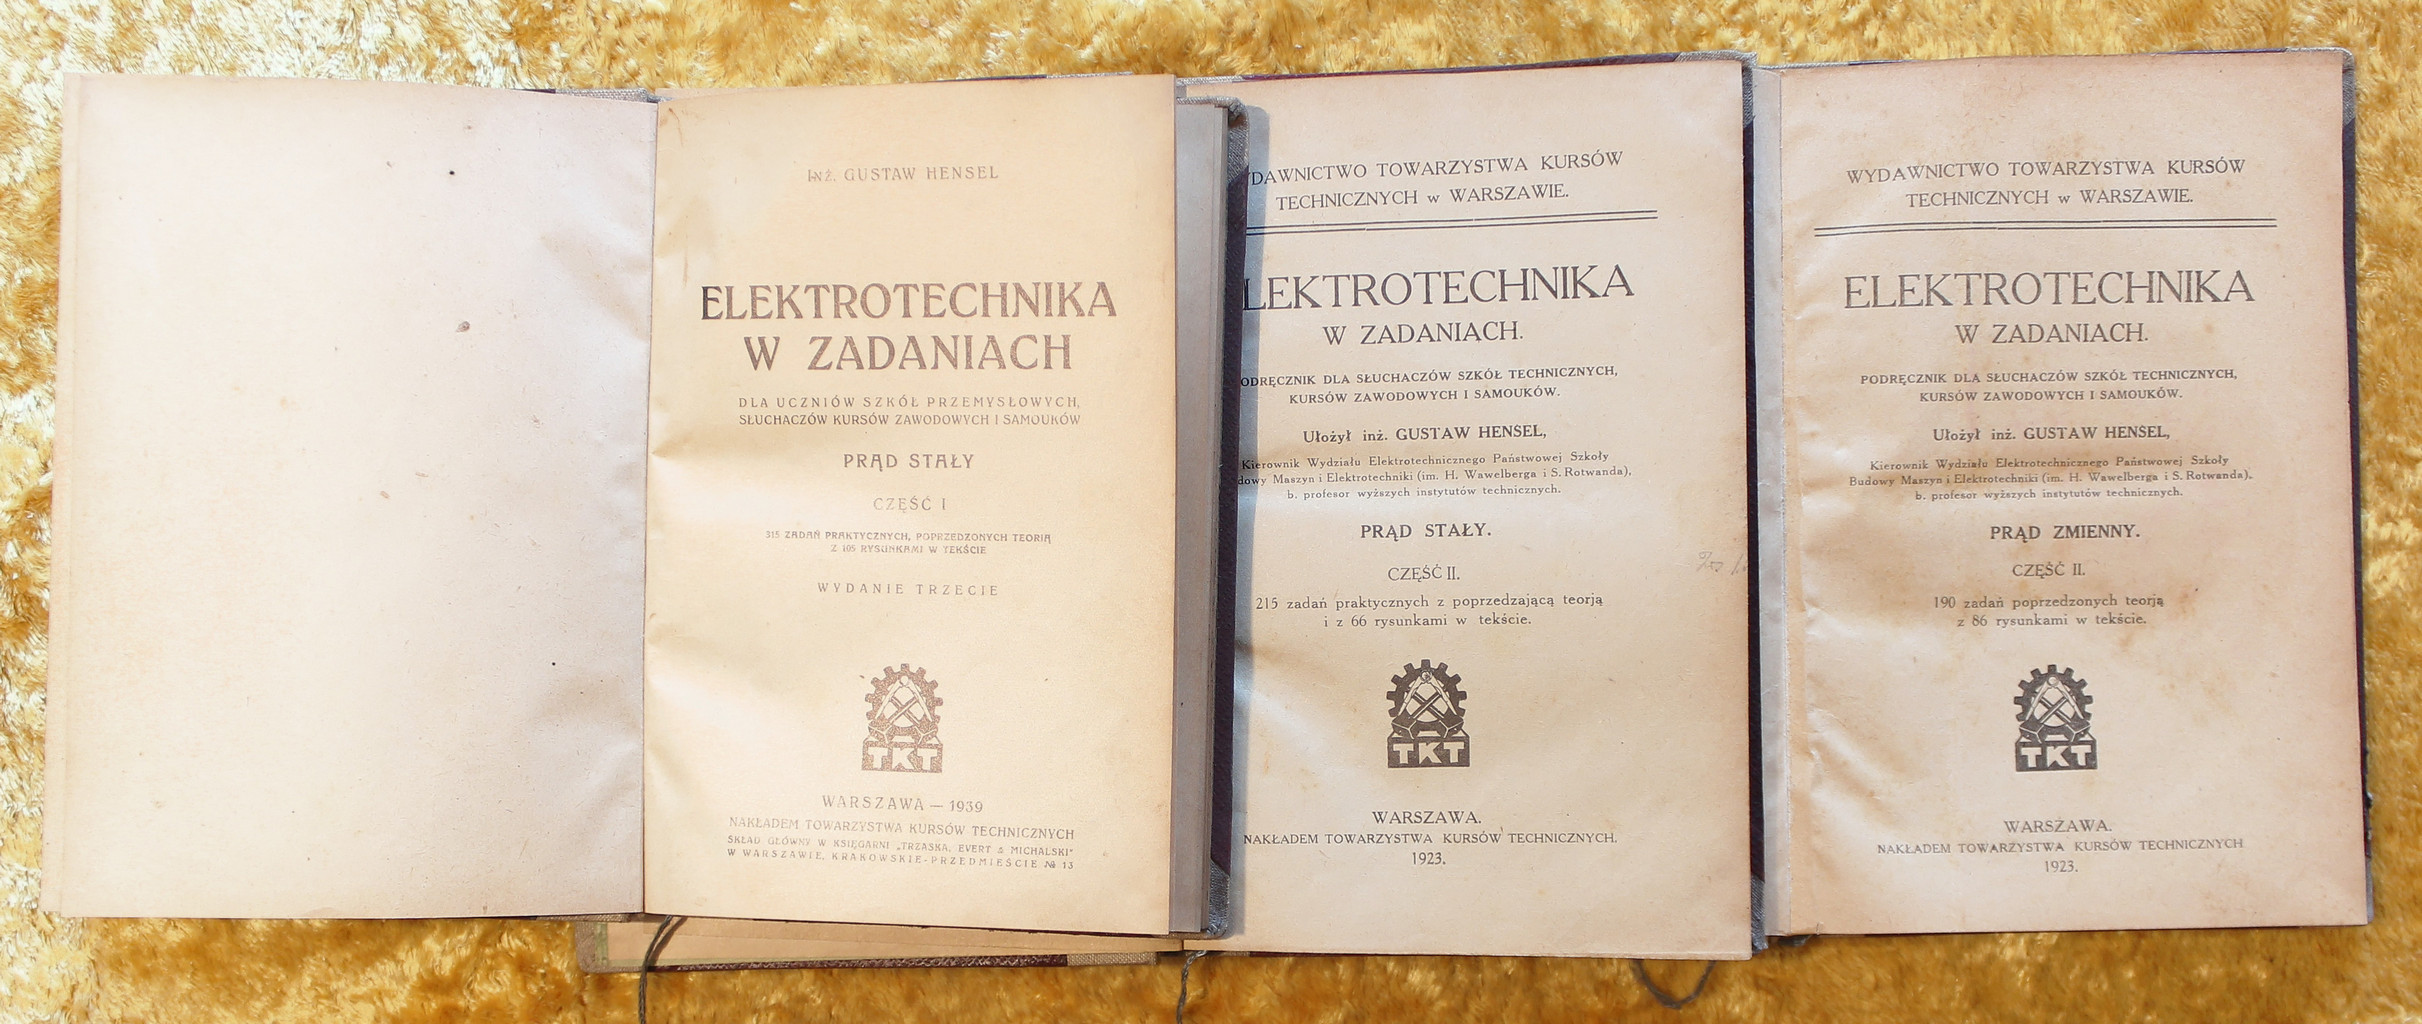 INŻ. GUSTAW HENSEL
ELEKTROTECHNIKA
W ZADANIACH
DLA UCZNIÓW SZKÓŁ PRZEMYSŁOWYCH,
SŁUCHACZÓW KURSÓW ZAWODOWYCH I SAMOUKÓW
PRĄD STAŁY
CZĘŚĆ I
315 ZADAŃ PRAKTYCZNYCH, POPRZEDZONYCH TEORIĄ
Z 105 RYSUNKAMI W TEKŚCIE
WYDANIE TRZECIE
TKT
WARSZAWA — 1939
NAKŁADEM TOWARZYSTWA KURSÓW TECHNICZNYCH
SKŁAD GŁÓWNY W KSIĘGARNI „TRZASKA, EVERT & MICHALSKI"
W WARSZAWIE, KRAKOWSKIE-PRZEDMIEŚCIE № 13
DAWNICTWO TOWARZYSTWA KURSÓW
TECHNICZNYCH w WARSZAWIE.
LEKTROTECHNIKA
W ZADANIACH.
ODRĘCZNIK DLA SŁUCHACZÓW SZKÓŁ TECHNICZNYCH,
KURSÓW ZAWODOWYCH I SAMOUKÓW.
Ułożył inż. GUSTAW HENSEL,
Kierownik Wydziału Elektrotechnicznego Państwowej Szkoły
dowy Maszyn i Elektrotechniki (im. H. Wawelberga i S. Rotwanda),
b. profesor wyższych instytutów technicznych.
PRĄD STAŁY.
CZĘŚĆ II.
215 zadań praktycznych z poprzedzającą teorją
i z 66 rysunkami w tekście.
TKT
WARSZAWA.
NAKŁADEM TOWARZYSTWA KURSÓW TECHNICZNYCH.
1923.
WYDAWNICTWO TOWARZYSTWA KURSÓW
TECHNICZNYCH w WARSZAWIE.
ELEKTROTECHNIKA
W ZADANIACH.
PODRĘCZNIK DLA SŁUCHACZÓW SZKÓŁ TECHNICZNYCH,
KURSÓW ZAWODOWYCH I SAMOUKÓW.
Ułożył inż. GUSTAW HENSEL,
Kierownik Wydziału Elektrotechnicznego Państwowej Szkoły
Budowy Maszyn i Elektrotechniki (im. H. Wawelberga i S. Rotwanda),
b. profesor wyższych instytutów technicznych.
PRĄD ZMIENNY.
CZĘŚĆ II.
190 zadań poprzedzonych teorją
z 86 rysunkami w tekście.
TKT
WARSZAWA.
NAKŁADEM TOWARZYSTWA KURSÓW TECHNICZNYCH
1923.